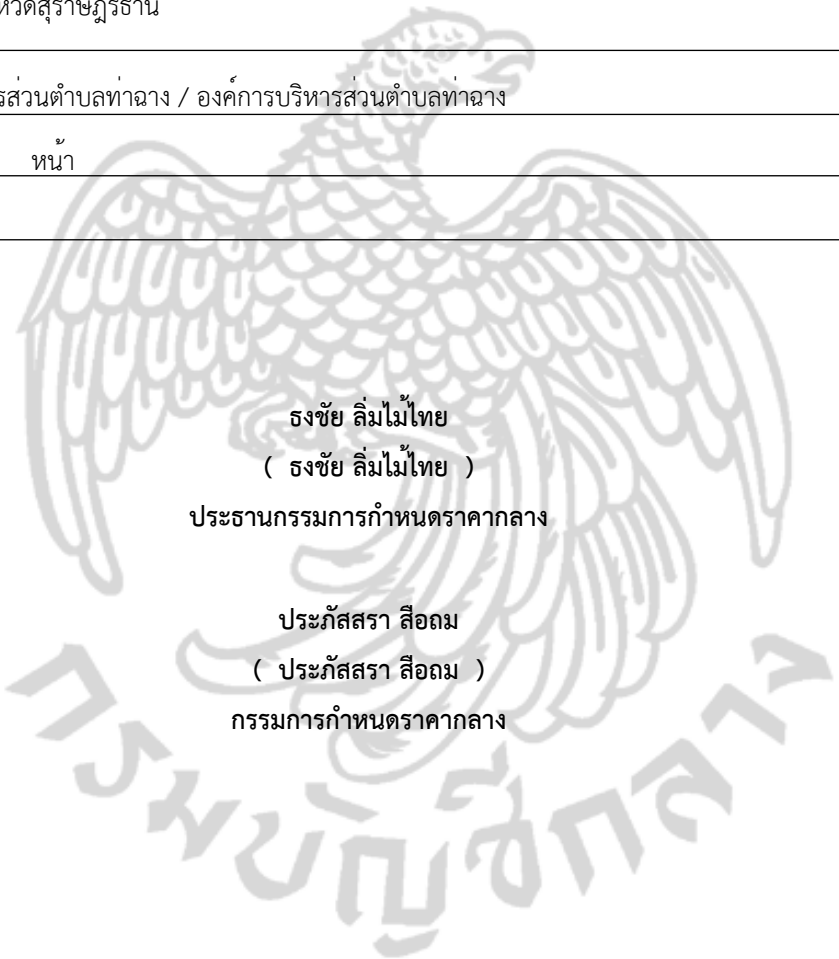 สุราษฎร์ธานี
ส่วนตำบลท่าฉาง / องค์การบริหารส่วนตำบลท่าฉาง
หน้า
ธงชัย ลิ่มไม้ไทย
( ธงชัย ลิ่มไม้ไทย )
ประธานกรรมการกำหนดราคากลาง
ประภัสสรา สือถม
( ประภัสสรา สือถม )
กรรมการกำหนดราคากลาง
กรมบัญชีกลาง